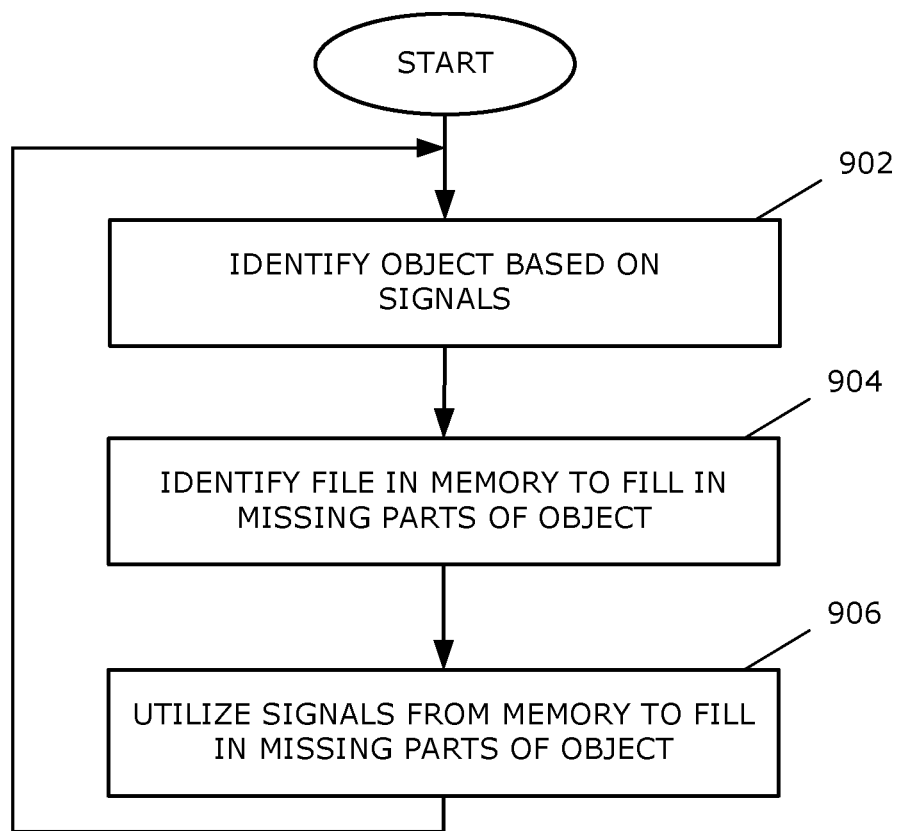 START
902
IDENTIFY OBJECT BASED ON
SIGNALS
904
IDENTIFY FILE IN MEMORY TO FILL IN
MISSING PARTS OF OBJECT
906
UTILIZE SIGNALS FROM MEMORY TO FILL
IN MISSING PARTS OF OBJECT